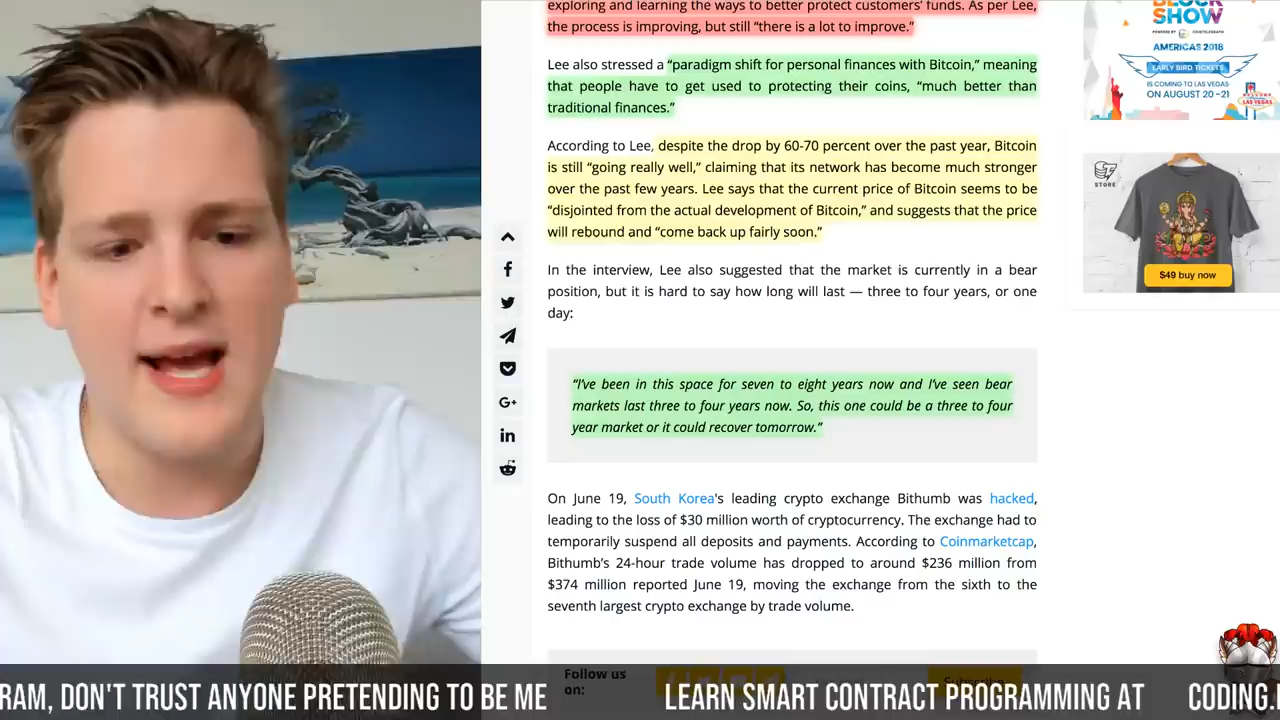 exploring and learning the ways to better protect customers' funds. As per Lee,
the process is improving, but still “there is a lot to improve.”
Lee also stressed a “paradigm shift for personal finances with Bitcoin,” meaning
that people have to get used to protecting their coins, “much better than
traditional finances.”
According to Lee, despite the drop by 60-70 percent over the past year, Bitcoin
is still “going really well,” claiming that its network has become much stronger
over the past few years. Lee says that the current price of Bitcoin seems to be
“disjointed from the actual development of Bitcoin,” and suggests that the price
will rebound and “come back up fairly soon.”
In the interview, Lee also suggested that the market is currently in a bear
position, but it is hard to say how long will last — three to four years, or one
day:
“I've been in this space for seven to eight years now and I've seen bear
markets last three to four years now. So, this one could be a three to four
year market or it could recover tomorrow.”
On June 19, South Korea's leading crypto exchange Bithumb was hacked,
leading to the loss of $30 million worth of cryptocurrency. The exchange had to
temporarily suspend all deposits and payments. According to Coinmarketcap,
Bithumb's 24-hour trade volume has dropped to around $236 million from
$374 million reported June 19, moving the exchange from the sixth to the
seventh largest crypto exchange by trade volume.
Follow us
on:
Subscribe
G+
in
BLOCK
SHOW
POWERED BY
AMERICAS 2018
EARLY BIRD TICKETS
IS COMING TO LAS VEGAS
ON AUGUST 20-21
STORE
$49 buy now
RAM, DON'T TRUST ANYONE PRETENDING TO BE ME LEARN SMART CONTRACT PROGRAMMING AT CODING.